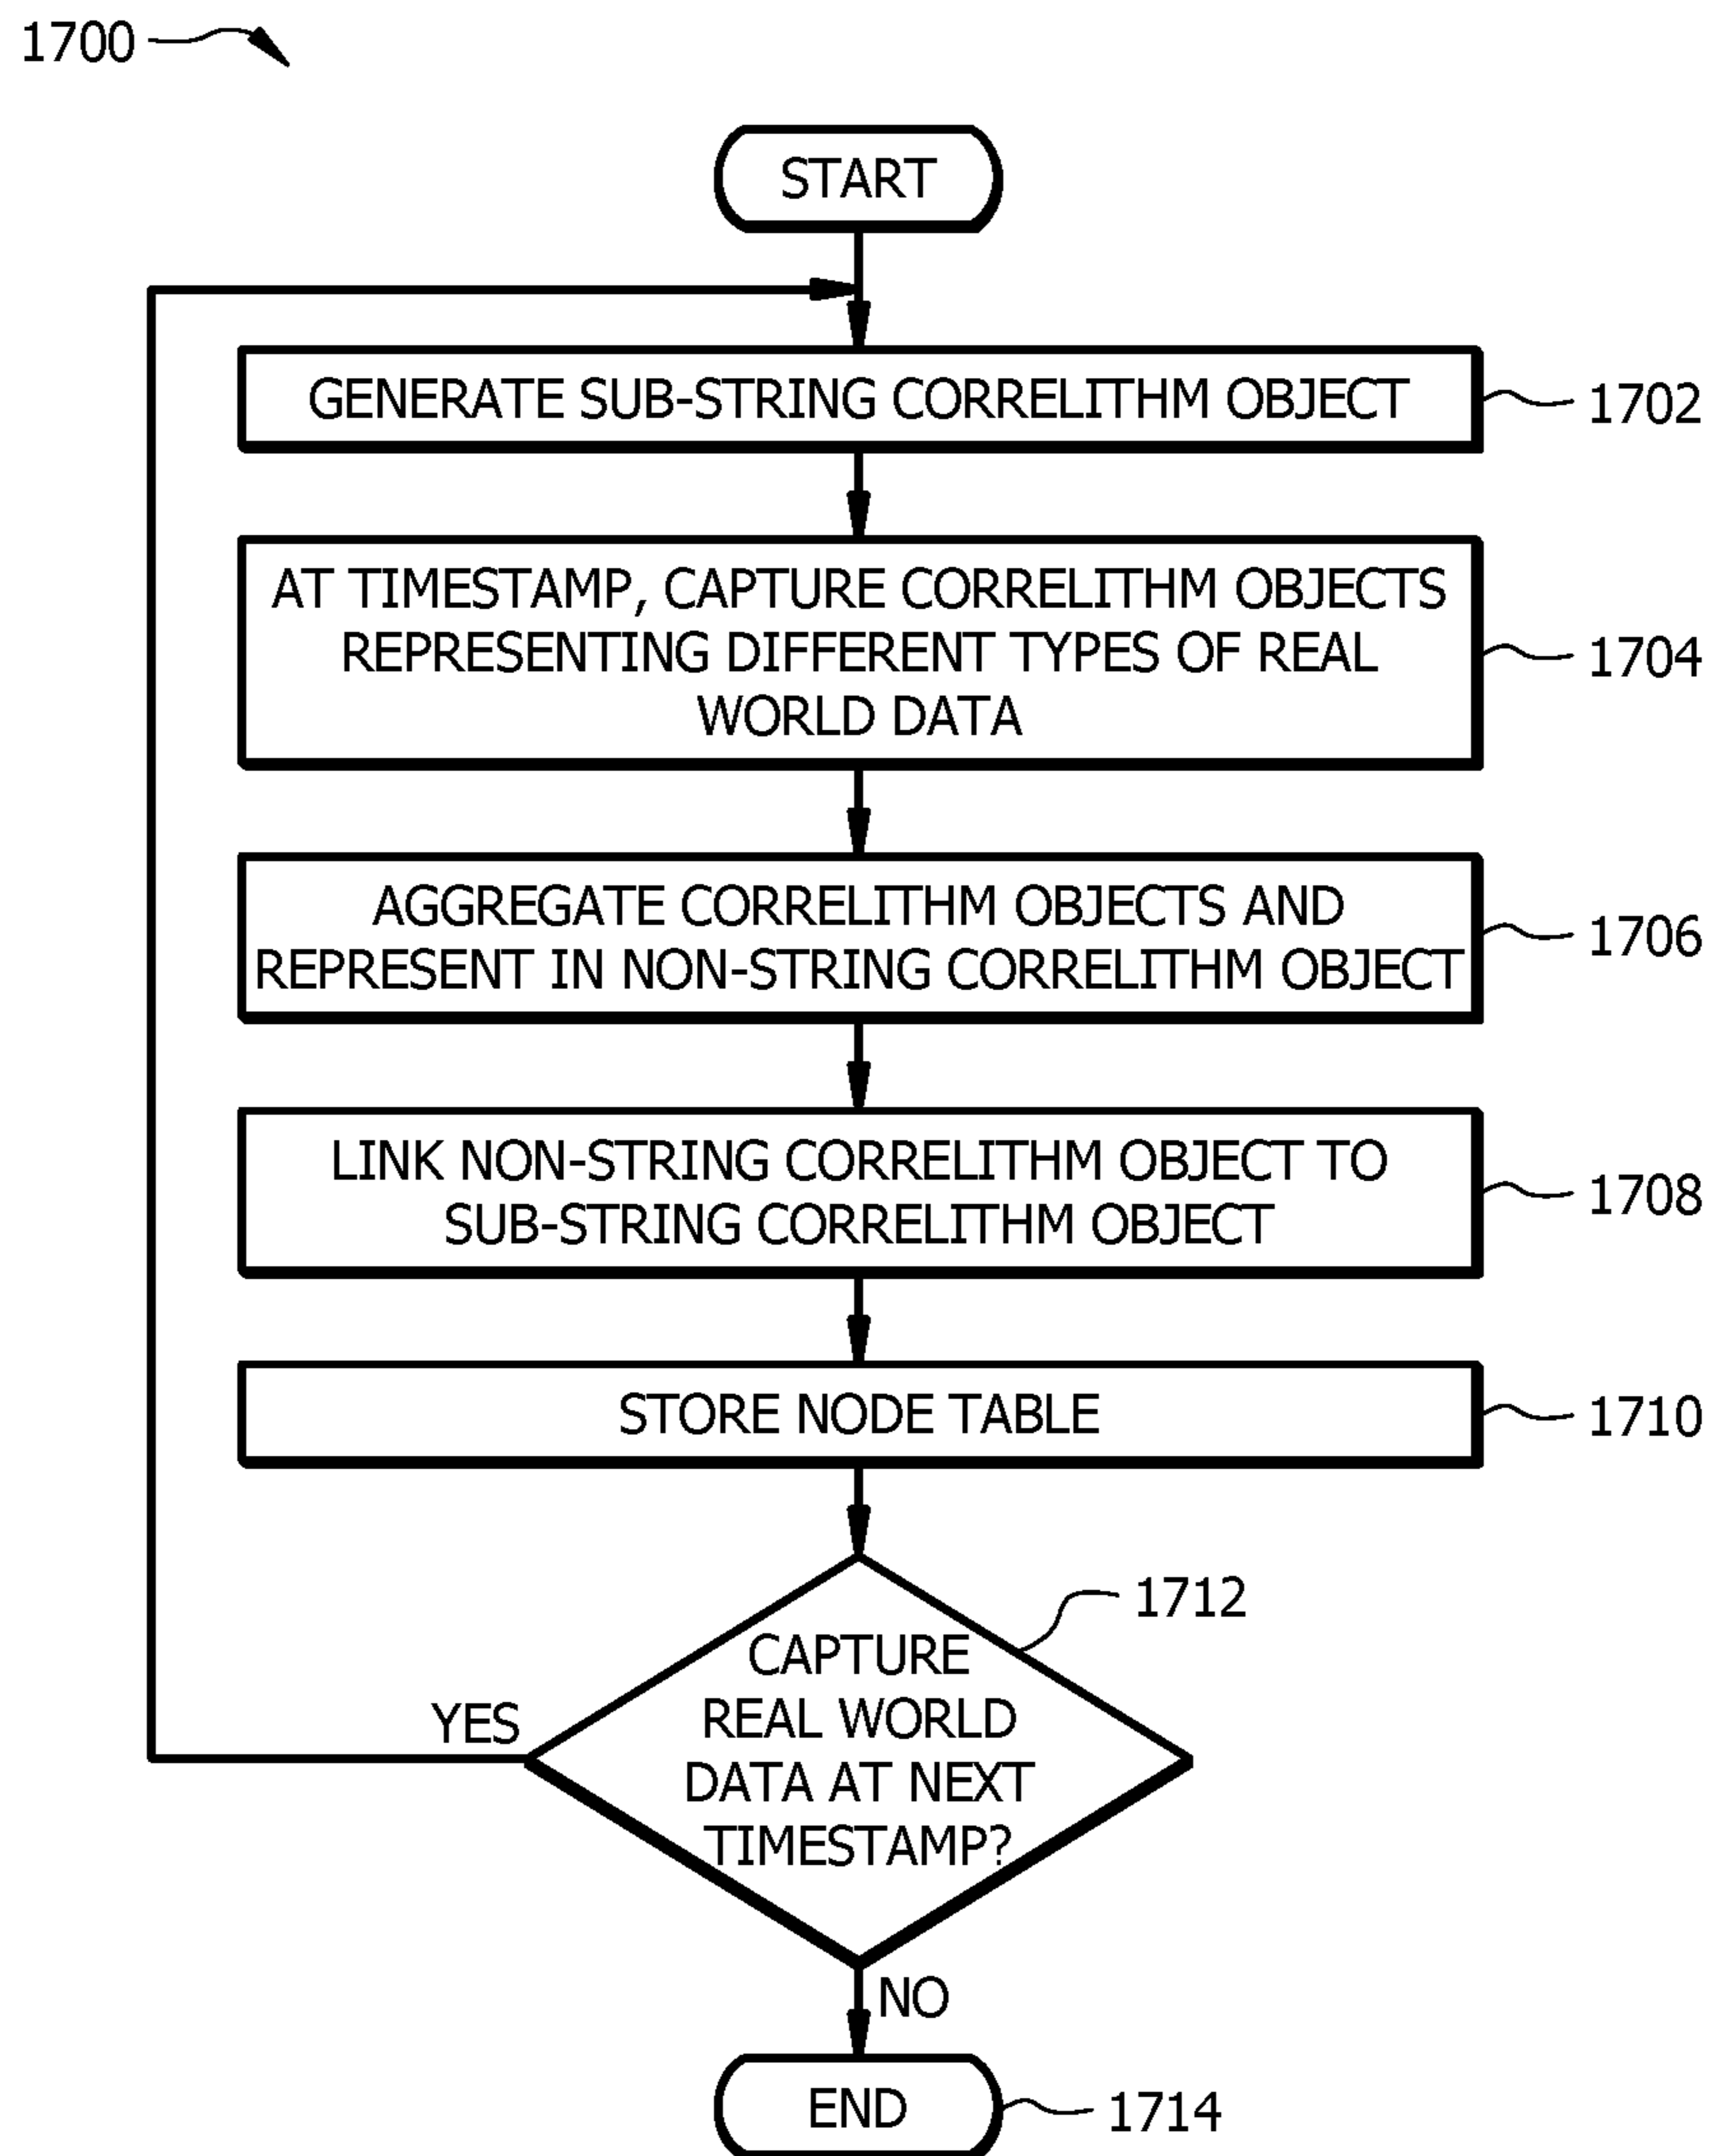 1700
START
GENERATE SUB-STRING CORRELITHM OBJECT
1702
AT TIMESTAMP, CAPTURE CORRELITHM OBJECTS
REPRESENTING DIFFERENT TYPES OF REAL
WORLD DATA
1704
AGGREGATE CORRELITHM OBJECTS AND
REPRESENT IN NON-STRING CORRELITHM OBJECT
1706
LINK NON-STRING CORRELITHM OBJECT TO
SUB-STRING CORRELITHM OBJECT
1708
STORE NODE TABLE
1710
CAPTURE
REAL WORLD
DATA AT NEXT
TIMESTAMP?
1712
YES
NO
END
1714